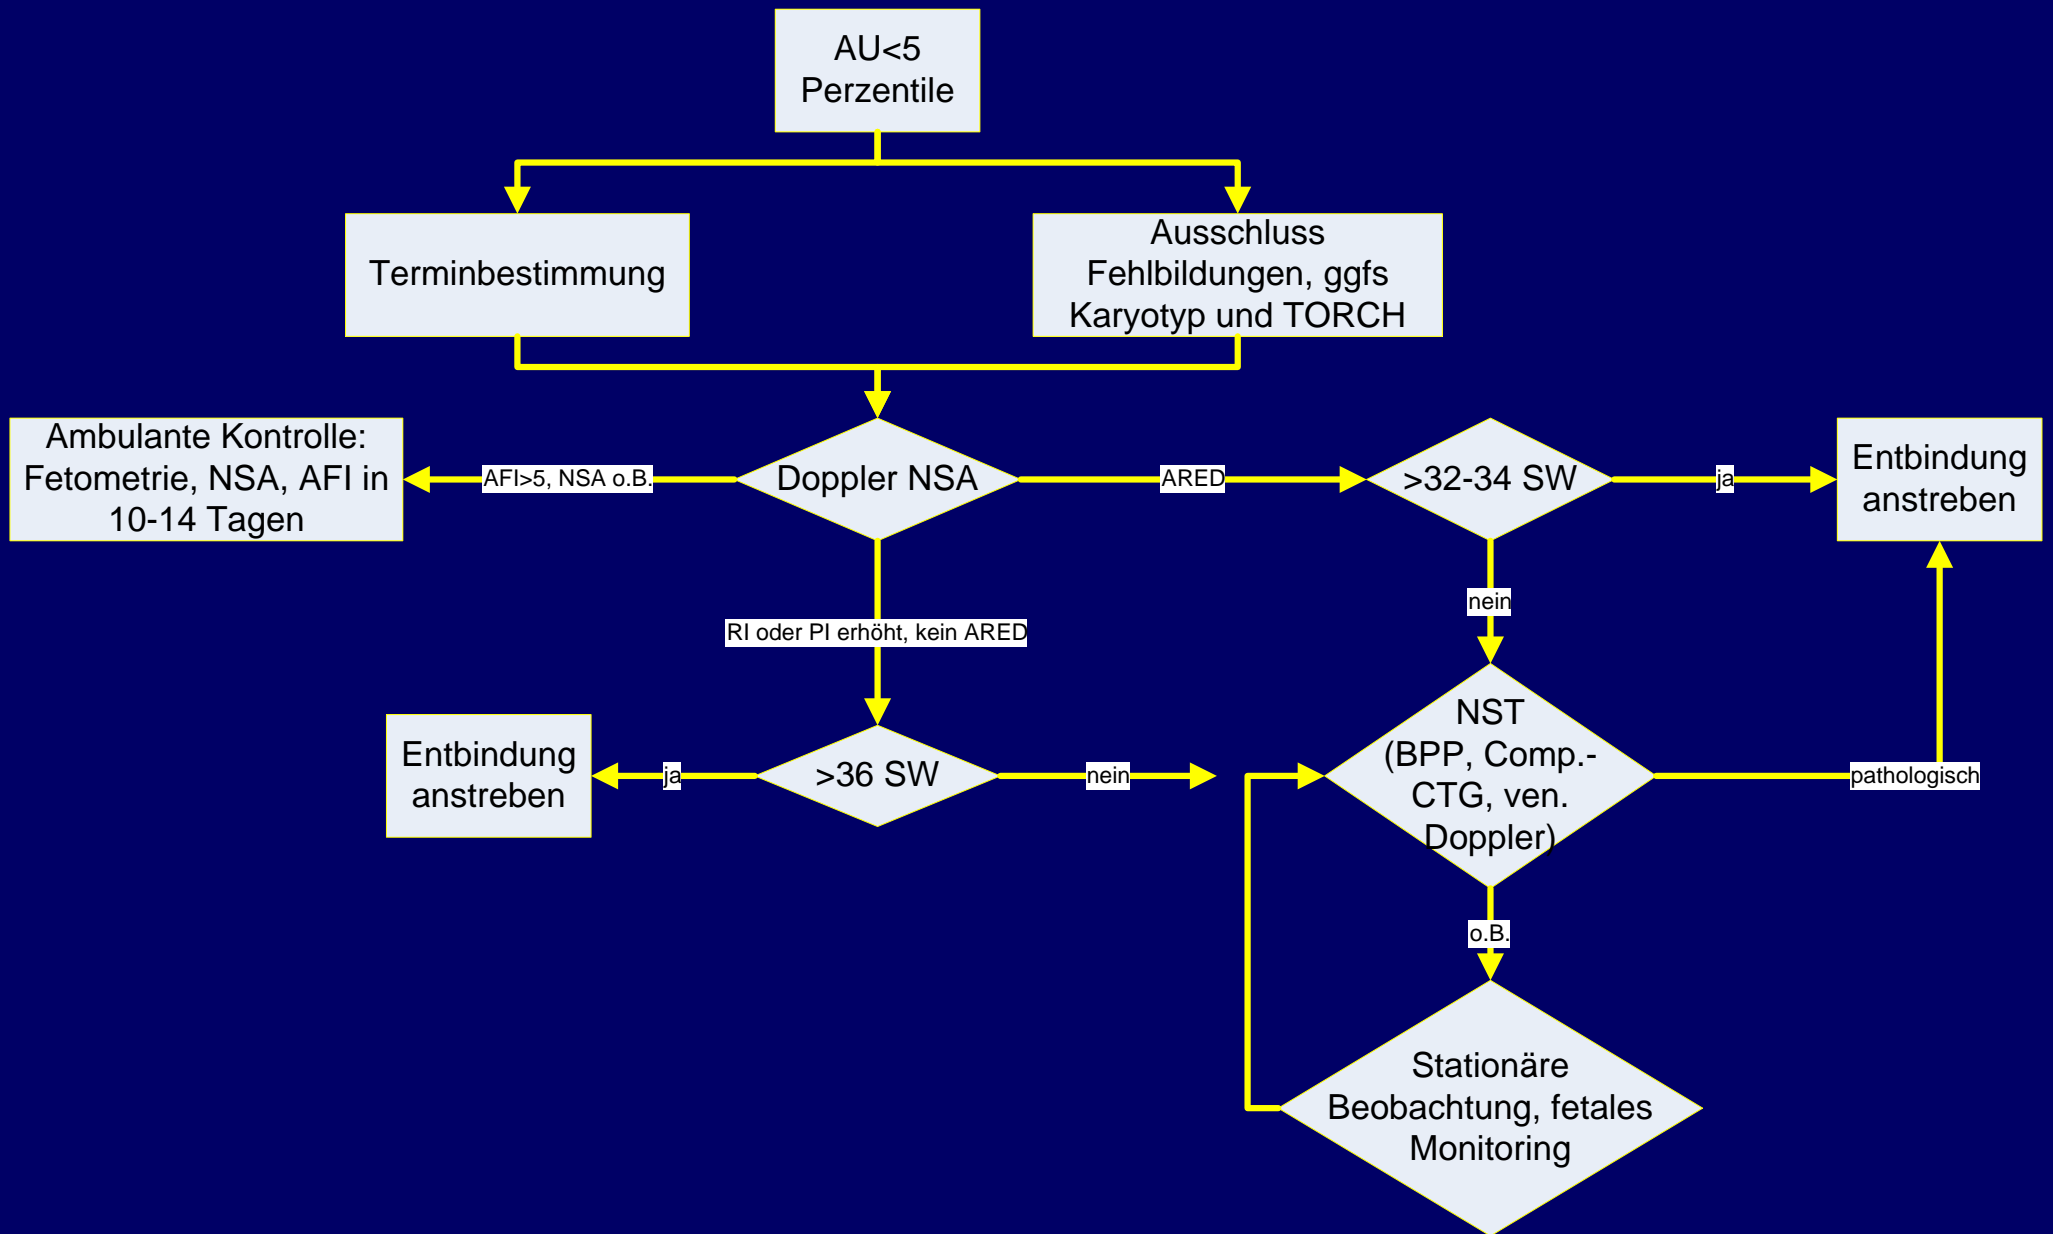 AU<5
Perzentile
Terminbestimmung
Ausschluss
Fehlbildungen, ggfs
Karyotyp und TORCH
Ambulante Kontrolle:
Fetometrie, NSA, AFI in
10-14 Tagen
AFI>5, NSA o.B.
Doppler NSA
ARED
>32-34 SW
ja
Entbindung
anstreben
nein
RI oder PI erhöht, kein ARED
Entbindung
anstreben
ja
>36 SW
nein
NST
(BPP, Comp.-
CTG, ven.
Doppler)
pathologisch
o.B.
Stationäre
Beobachtung, fetales
Monitoring